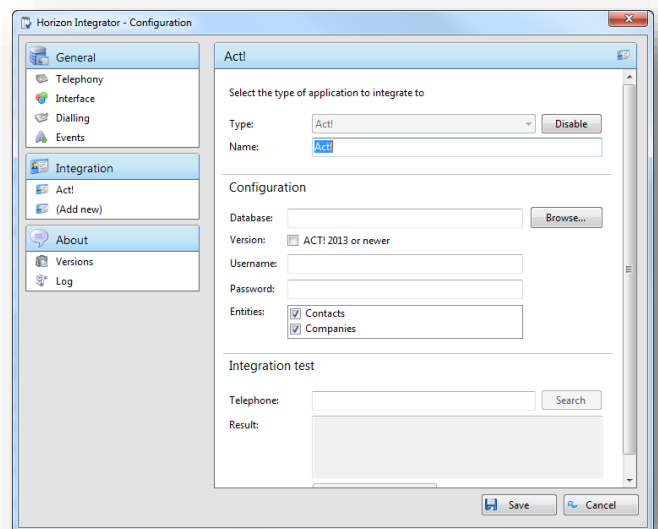 Horizon Integrator - Configuration
General
Telephony
Interface
Dialling
Events
Integration
Act!
(Add new)
About
Versions
Log
Act!
Select the type of application to integrate to
Type: Act! Disable
Name: Act!
Configuration
Database: Browse...
Version: ACT! 2013 or newer
Username:
Password:
Entities: Contacts
Companies
Integration test
Telephone: Search
Result:
Save Cancel